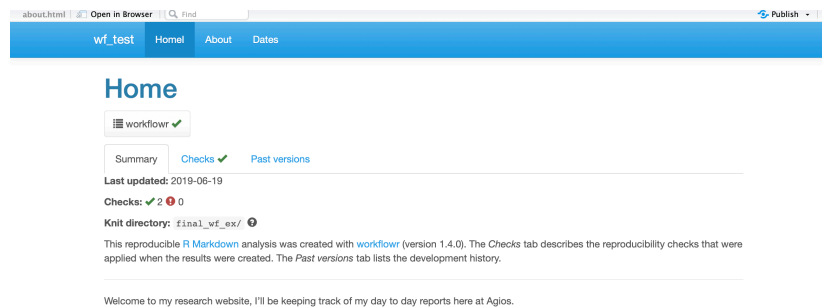 about.html Open in Browser Find Publish
wf_test Homel About Dates
Home
workflowr
Summary Checks Past versions
Last updated: 2019-06-19
Checks: 2 0
Knit directory: final_wf_ex/
This reproducible R Markdown analysis was created with workflowr (version 1.4.0). The Checks tab describes the reproducibility checks that were
applied when the results were created. The Past versions tab lists the development history.
Welcome to my research website, I'll be keeping track of my day to day reports here at Agios.